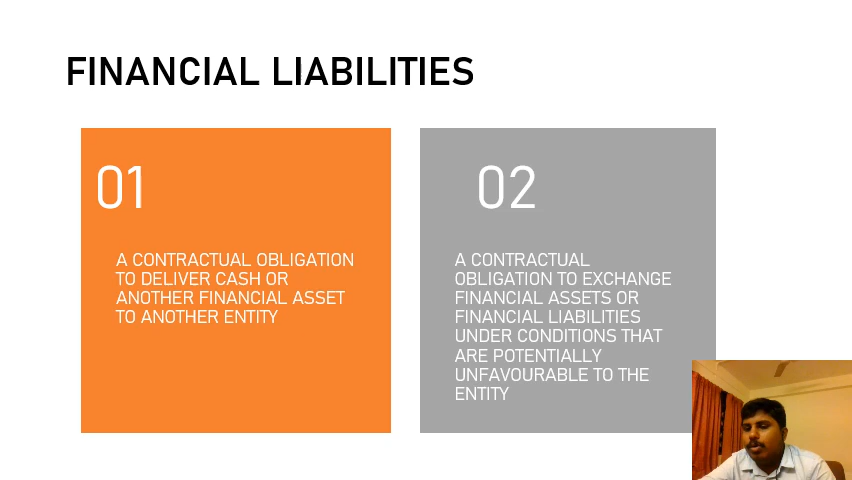 FINANCIAL LIABILITIES
01
A CONTRACTUAL OBLIGATION
TO DELIVER CASH OR
ANOTHER FINANCIAL ASSET
TO ANOTHER ENTITY
02
A CONTRACTUAL
OBLIGATION TO EXCHANGE
FINANCIAL ASSETS OR
FINANCIAL LIABILITIES
UNDER CONDITIONS THAT
ARE POTENTIALLY
UNFAVOURABLE TO THE
ENTITY